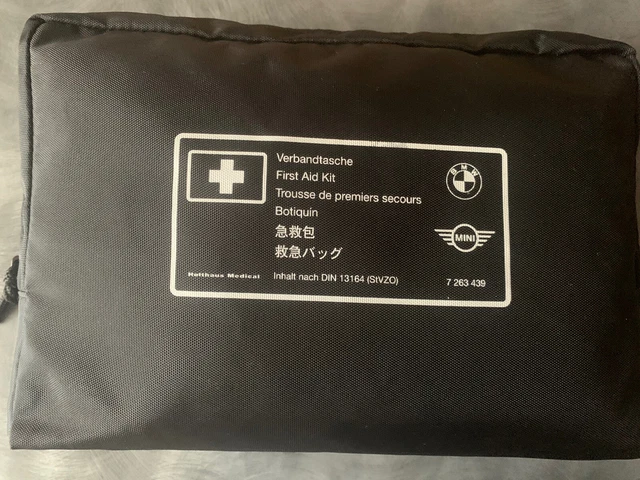 Verbandtasche
First Aid Kit
Trousse de premiers secours
Botiquín
急救包
救急バッグ
Holthaus Medical
Inhalt nach DIN 13164 (StVZO)
7 263 439
BMW
MINI